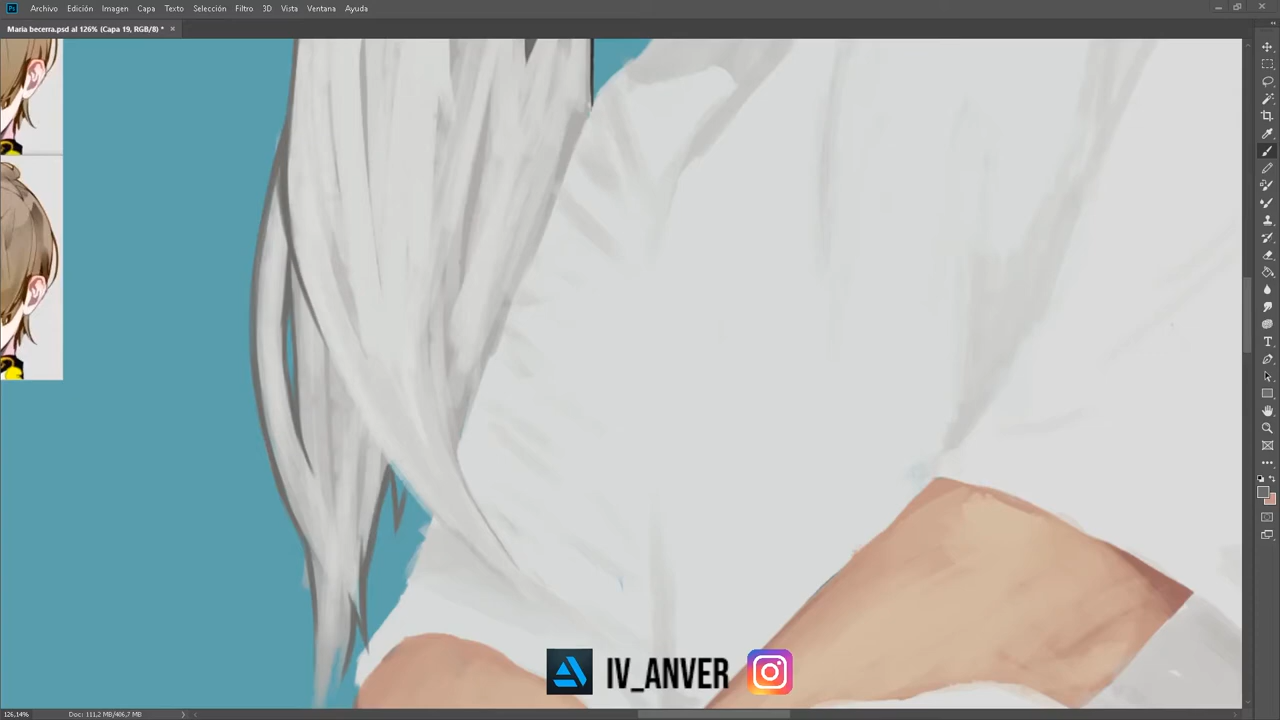 Archivo Edición Imagen Capa Texto Selección Filtro 3D Vista Ventana Ayuda
Maria becerra.psd al 126% (Capa 19, RGB/8) *
IV_ANVER
126,14% Doc: 111,2 MB/406,7 MB